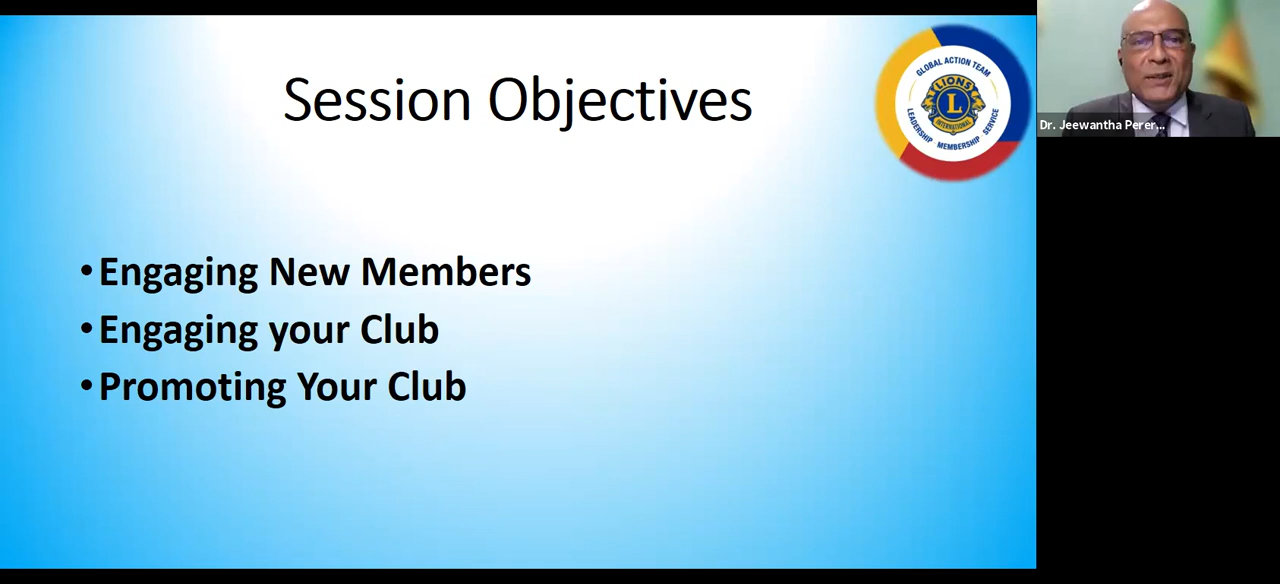 Session Objectives
GLOBAL ACTION TEAM
LIONS
L
INTERNATIONAL
LEADERSHIP · MEMBERSHIP · SERVICE
Dr. Jeewantha Perer...
• Engaging New Members
• Engaging your Club
• Promoting Your Club